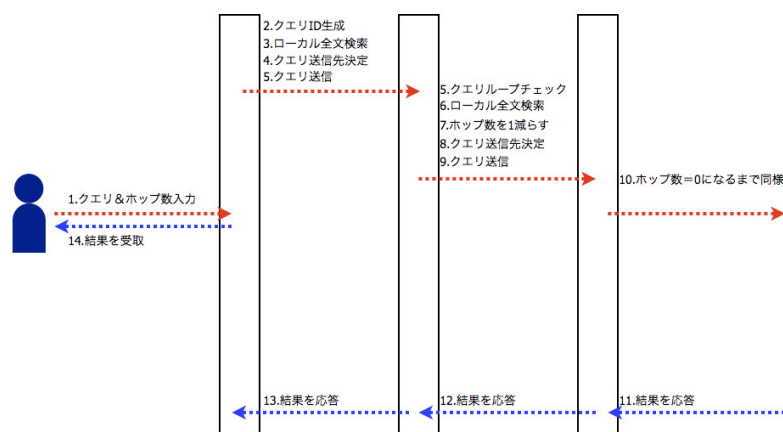 2.クエリID生成
3.ローカル全文検索
4.クエリ送信先決定
5.クエリ送信
5.クエリループチェック
6.ローカル全文検索
7.ホップ数を1減らす
8.クエリ送信先決定
9.クエリ送信
10.ホップ数＝0になるまで同様
1.クエリ＆ホップ数入力
14.結果を受取
13.結果を応答
12.結果を応答
11.結果を応答